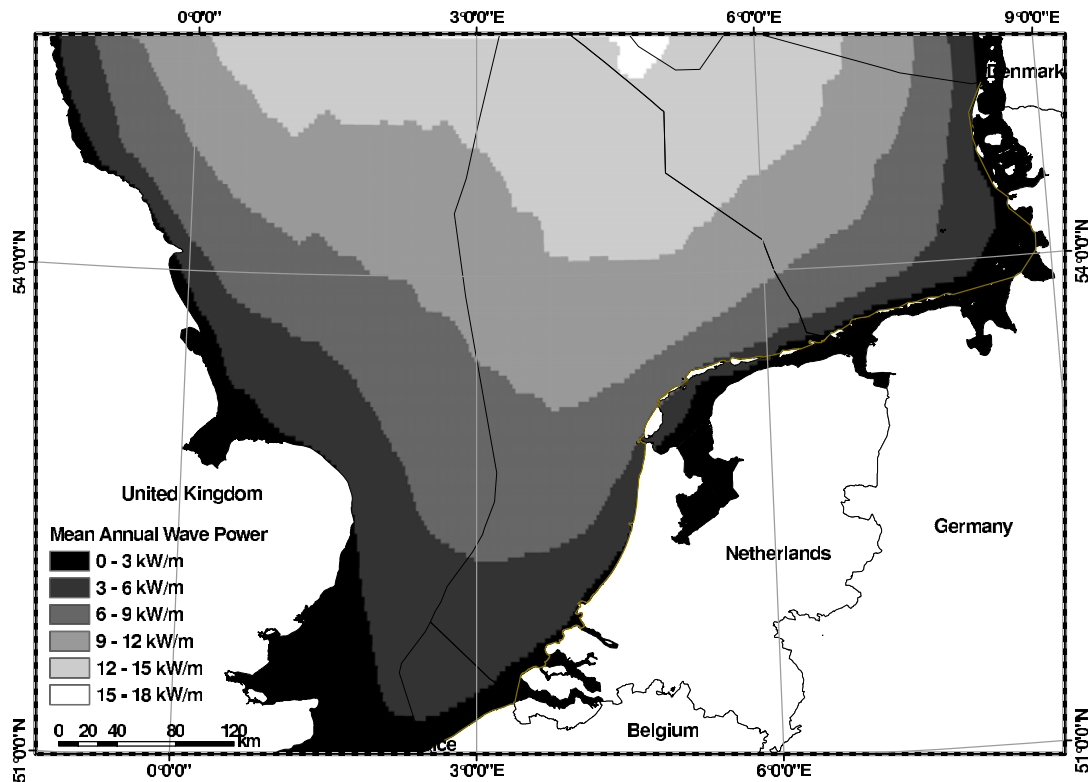 0°0'0" 3°0'0"E 6°0'0"E 9°0'0"E
Denmark
54°0'0"N 54°0'0"N
United Kingdom
Germany
Netherlands
Mean Annual Wave Power
0 - 3 kW/m
3 - 6 kW/m
6 - 9 kW/m
9 - 12 kW/m
12 - 15 kW/m
15 - 18 kW/m
0 20 40 80 120
km
Belgium
ce
51°0'0"N 51°0'0"N
0°0'0" 3°0'0"E 6°0'0"E